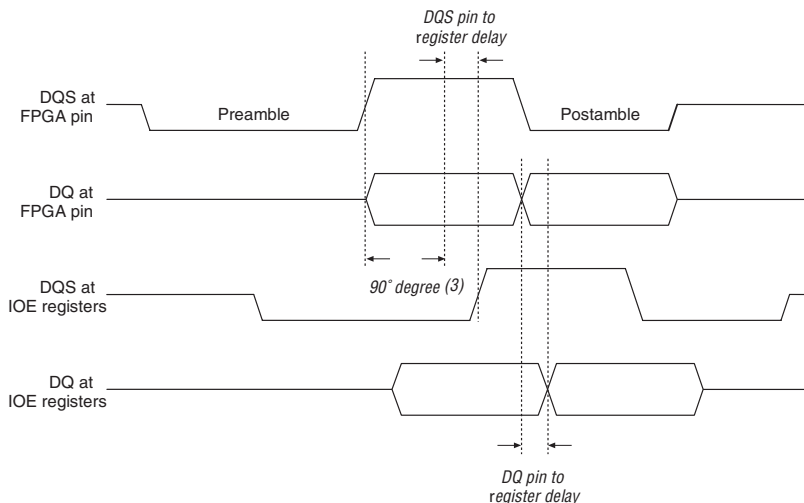 DQS pin to
register delay
DQS at
FPGA pin
Preamble
Postamble
DQ at
FPGA pin
90˚ degree (3)
DQS at
IOE registers
DQ at
IOE registers
DQ pin to
register delay